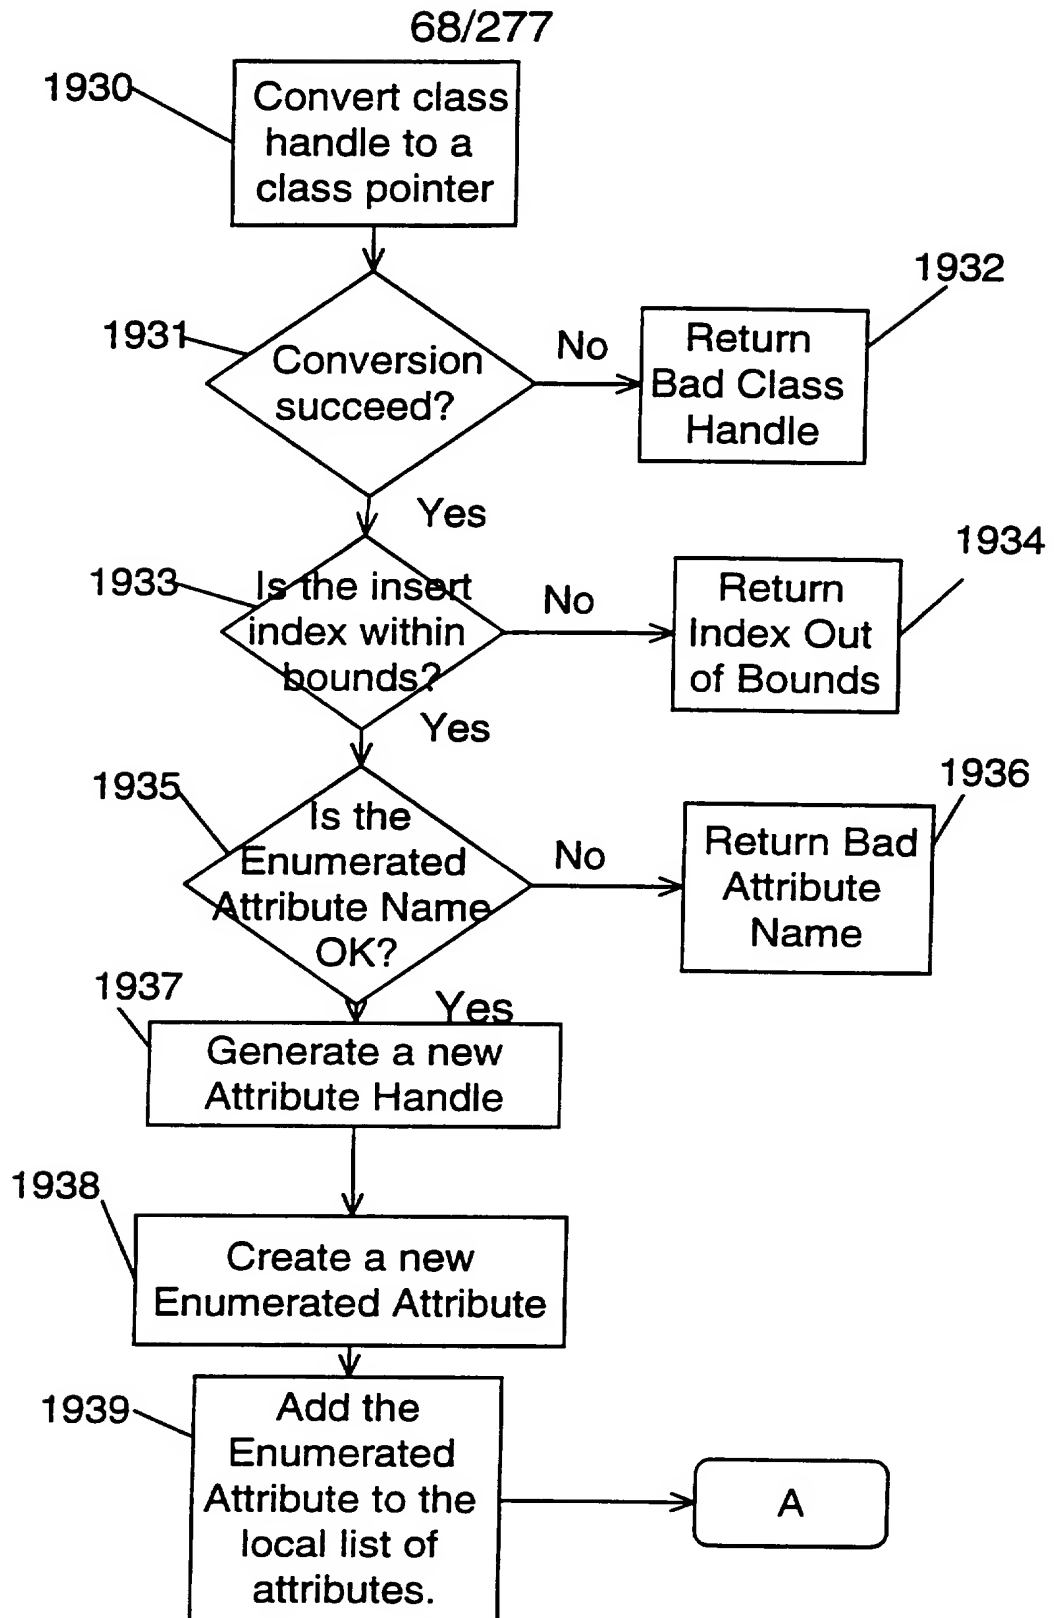 68/277
1930
Convert class
handle to a
class pointer
1931
Conversion
succeed?
No
1932
Return
Bad Class
Handle
Yes
1933
Is the insert
index within
bounds?
No
1934
Return
Index Out
of Bounds
Yes
1935
Is the
Enumerated
Attribute Name
OK?
No
1936
Return Bad
Attribute
Name
Yes
1937
Generate a new
Attribute Handle
1938
Create a new
Enumerated Attribute
1939
Add the
Enumerated
Attribute to the
local list of
attributes.
A